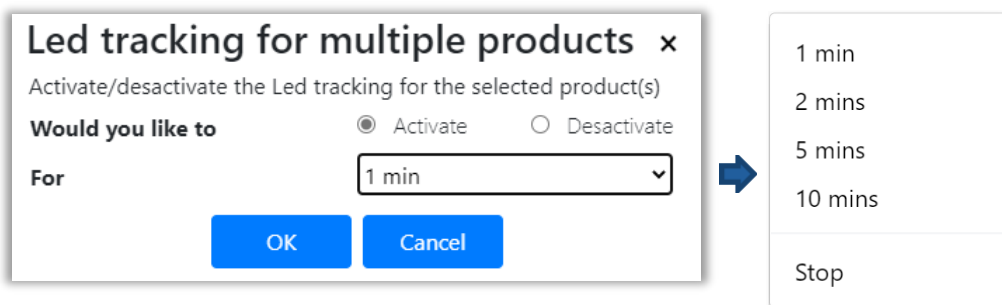 Led tracking for multiple products ×
Activate/desactivate the Led tracking for the selected product(s)
Would you like to Activate Desactivate
For 1 min
OK Cancel
1 min
2 mins
5 mins
10 mins
Stop